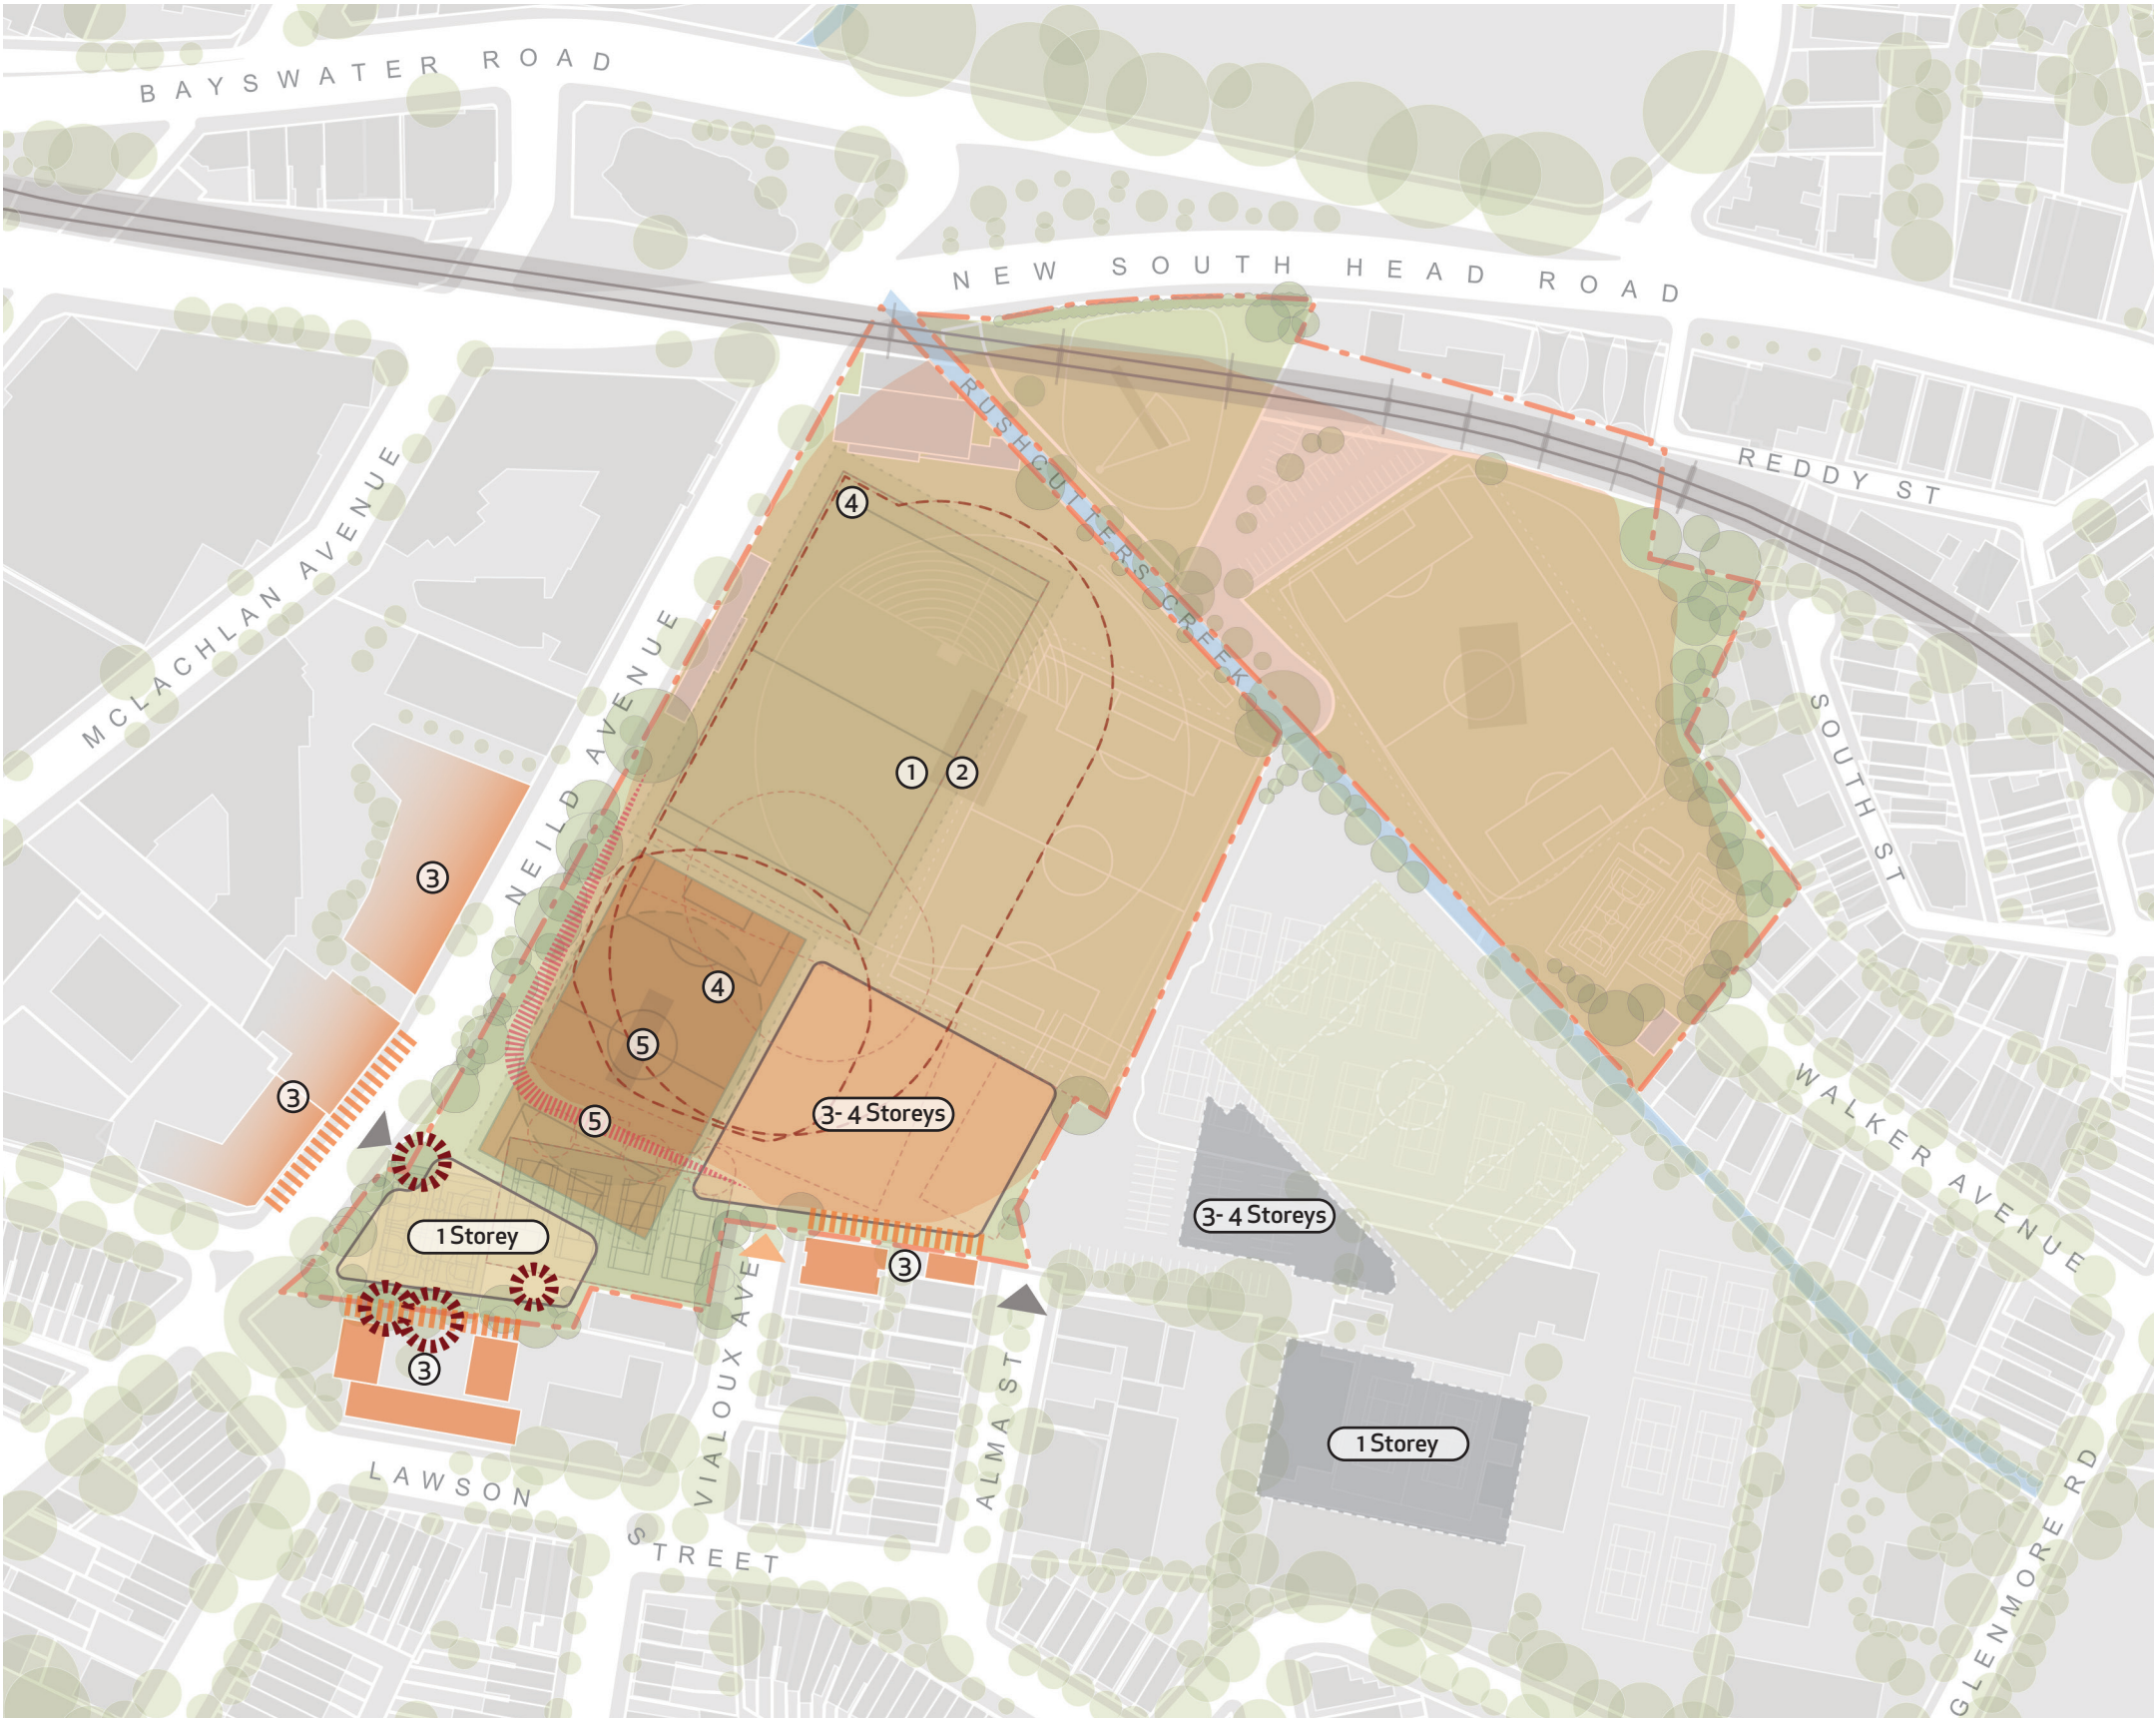 BAYSWATER ROAD
NEW SOUTH HEAD ROAD
RUSHCUTTERS CREEK
REDDY ST
MCLACHLAN AVENUE
4
NEILD AVENUE
SOUTH ST
1
2
3
4
5
3
5
3-4 Storeys
WALKER AVENUE
3-4 Storeys
1 Storey
3
VIALOUX AVE
3
ALMA ST
1 Storey
LAWSON STREET
GLENMORE RD